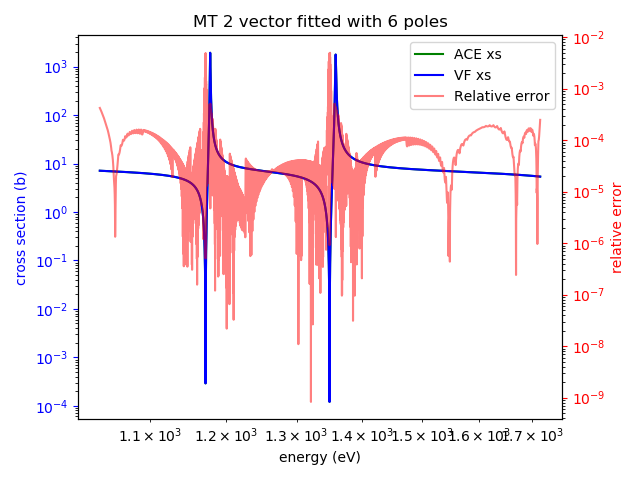 MT 2 vector fitted with 6 poles
ACE xs
VF xs
Relative error
cross section (b)
10³
10²
10¹
10⁰
10⁻¹
10⁻²
10⁻³
10⁻⁴
10⁻²
10⁻³
10⁻⁴
10⁻⁵
10⁻⁶
10⁻⁷
10⁻⁸
10⁻⁹
relative error
1.1 × 10³ 1.2 × 10³ 1.3 × 10³ 1.4 × 10³ 1.5 × 10³ 1.6 × 10³ 1.7 × 10³
energy (eV)